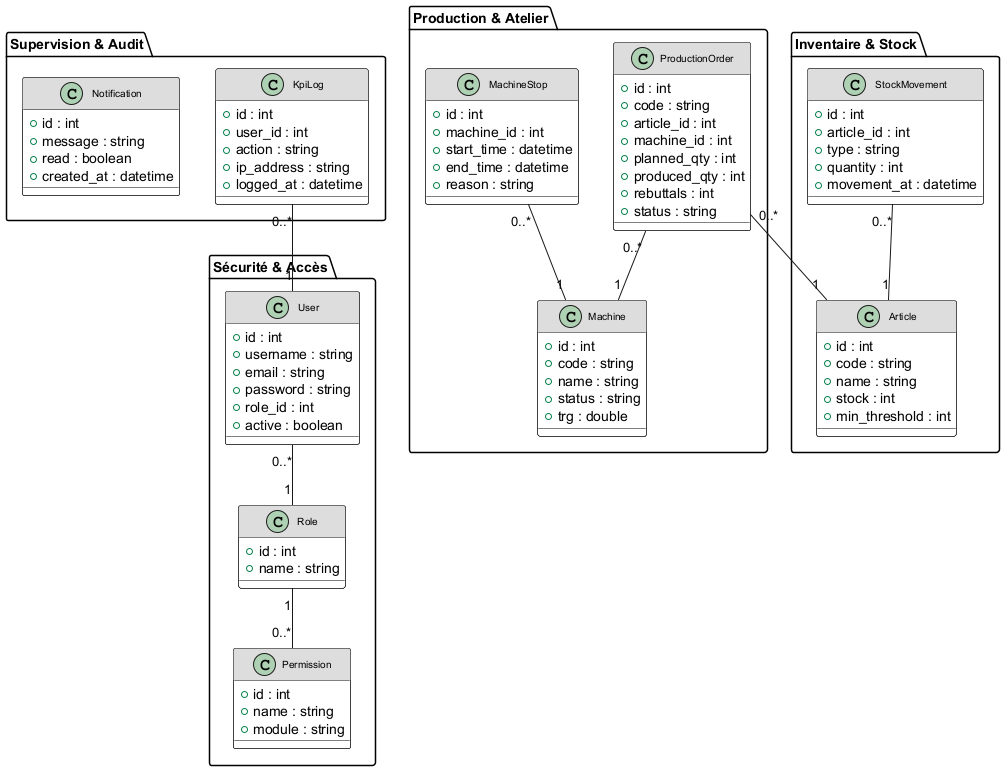 Supervision & Audit
C Notification
id : int
message : string
read : boolean
created_at : datetime
C KpiLog
id : int
user_id : int
action : string
ip_address : string
logged_at : datetime
0..*
1
Sécurité & Accès
C User
id : int
username : string
email : string
password : string
role_id : int
active : boolean
0..*
1
C Role
id : int
name : string
1
0..*
C Permission
id : int
name : string
module : string
Production & Atelier
C MachineStop
id : int
machine_id : int
start_time : datetime
end_time : datetime
reason : string
C ProductionOrder
id : int
code : string
article_id : int
machine_id : int
planned_qty : int
produced_qty : int
rebuttals : int
status : string
0..*
0..*
0..*
1
1
1
C Machine
id : int
code : string
name : string
status : string
trg : double
Inventaire & Stock
C StockMovement
id : int
article_id : int
type : string
quantity : int
movement_at : datetime
0..*
1
C Article
id : int
code : string
name : string
stock : int
min_threshold : int